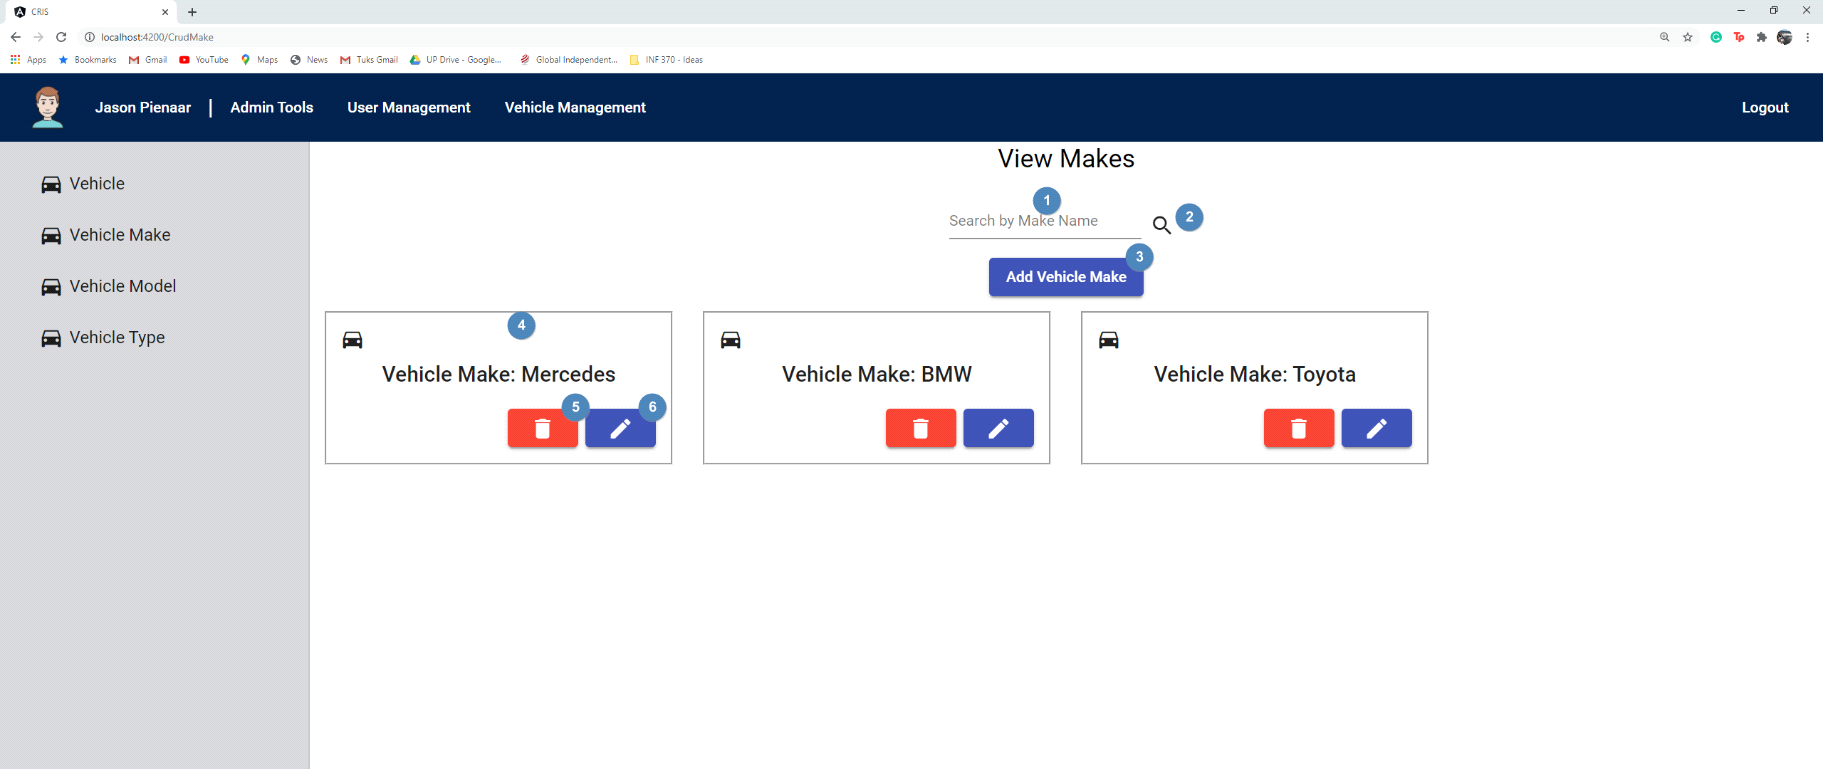 CRIS
localhost:4200/CrudMake
Apps Bookmarks Gmail YouTube Maps News Tuks Gmail UP Drive - Google... Global Independent... INF 370 - Ideas
Jason Pienaar | Admin Tools User Management Vehicle Management Logout
Vehicle
Vehicle Make
Vehicle Model
Vehicle Type
View Makes
1
Search by Make Name
2
3
Add Vehicle Make
4
Vehicle Make: Mercedes
5 6
Vehicle Make: BMW
Vehicle Make: Toyota